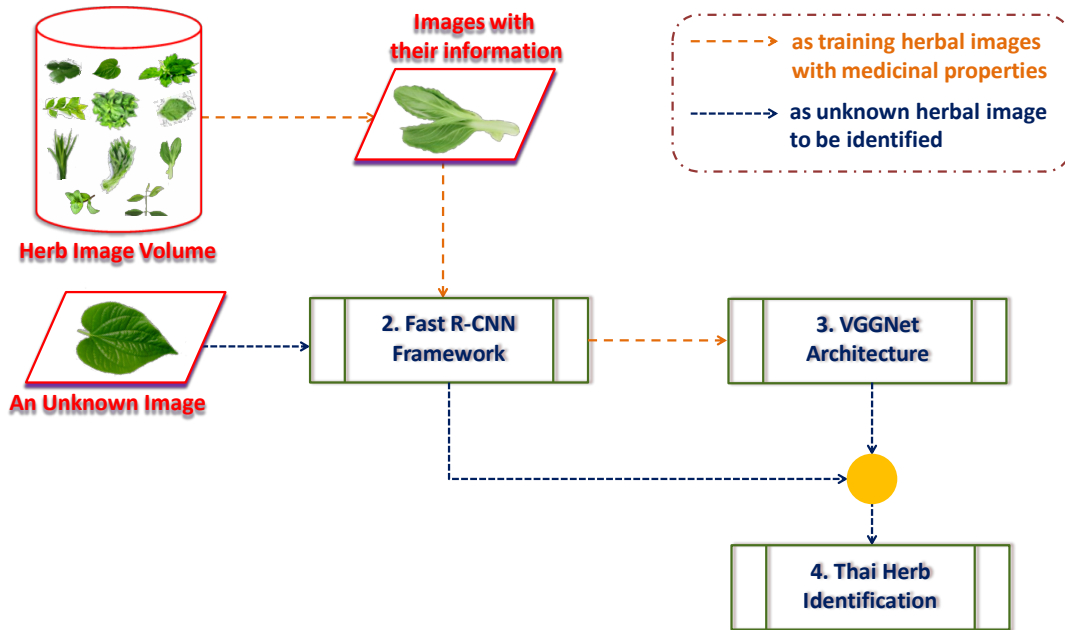 Images with
their information
as training herbal images
with medicinal properties
as unknown herbal image
to be identified
Herb Image Volume
2. Fast R-CNN
Framework
3. VGGNet
Architecture
An Unknown Image
4. Thai Herb
Identification